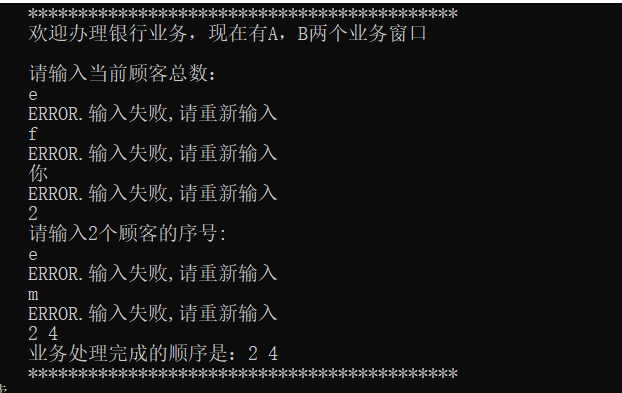 *******************************************
欢迎办理银行业务，现在有A，B两个业务窗口
请输入当前顾客总数：
e
ERROR.输入失败,请重新输入
f
ERROR.输入失败,请重新输入
你
ERROR.输入失败,请重新输入
2
请输入2个顾客的序号:
e
ERROR.输入失败,请重新输入
m
ERROR.输入失败,请重新输入
2 4
业务处理完成的顺序是：2 4
*******************************************